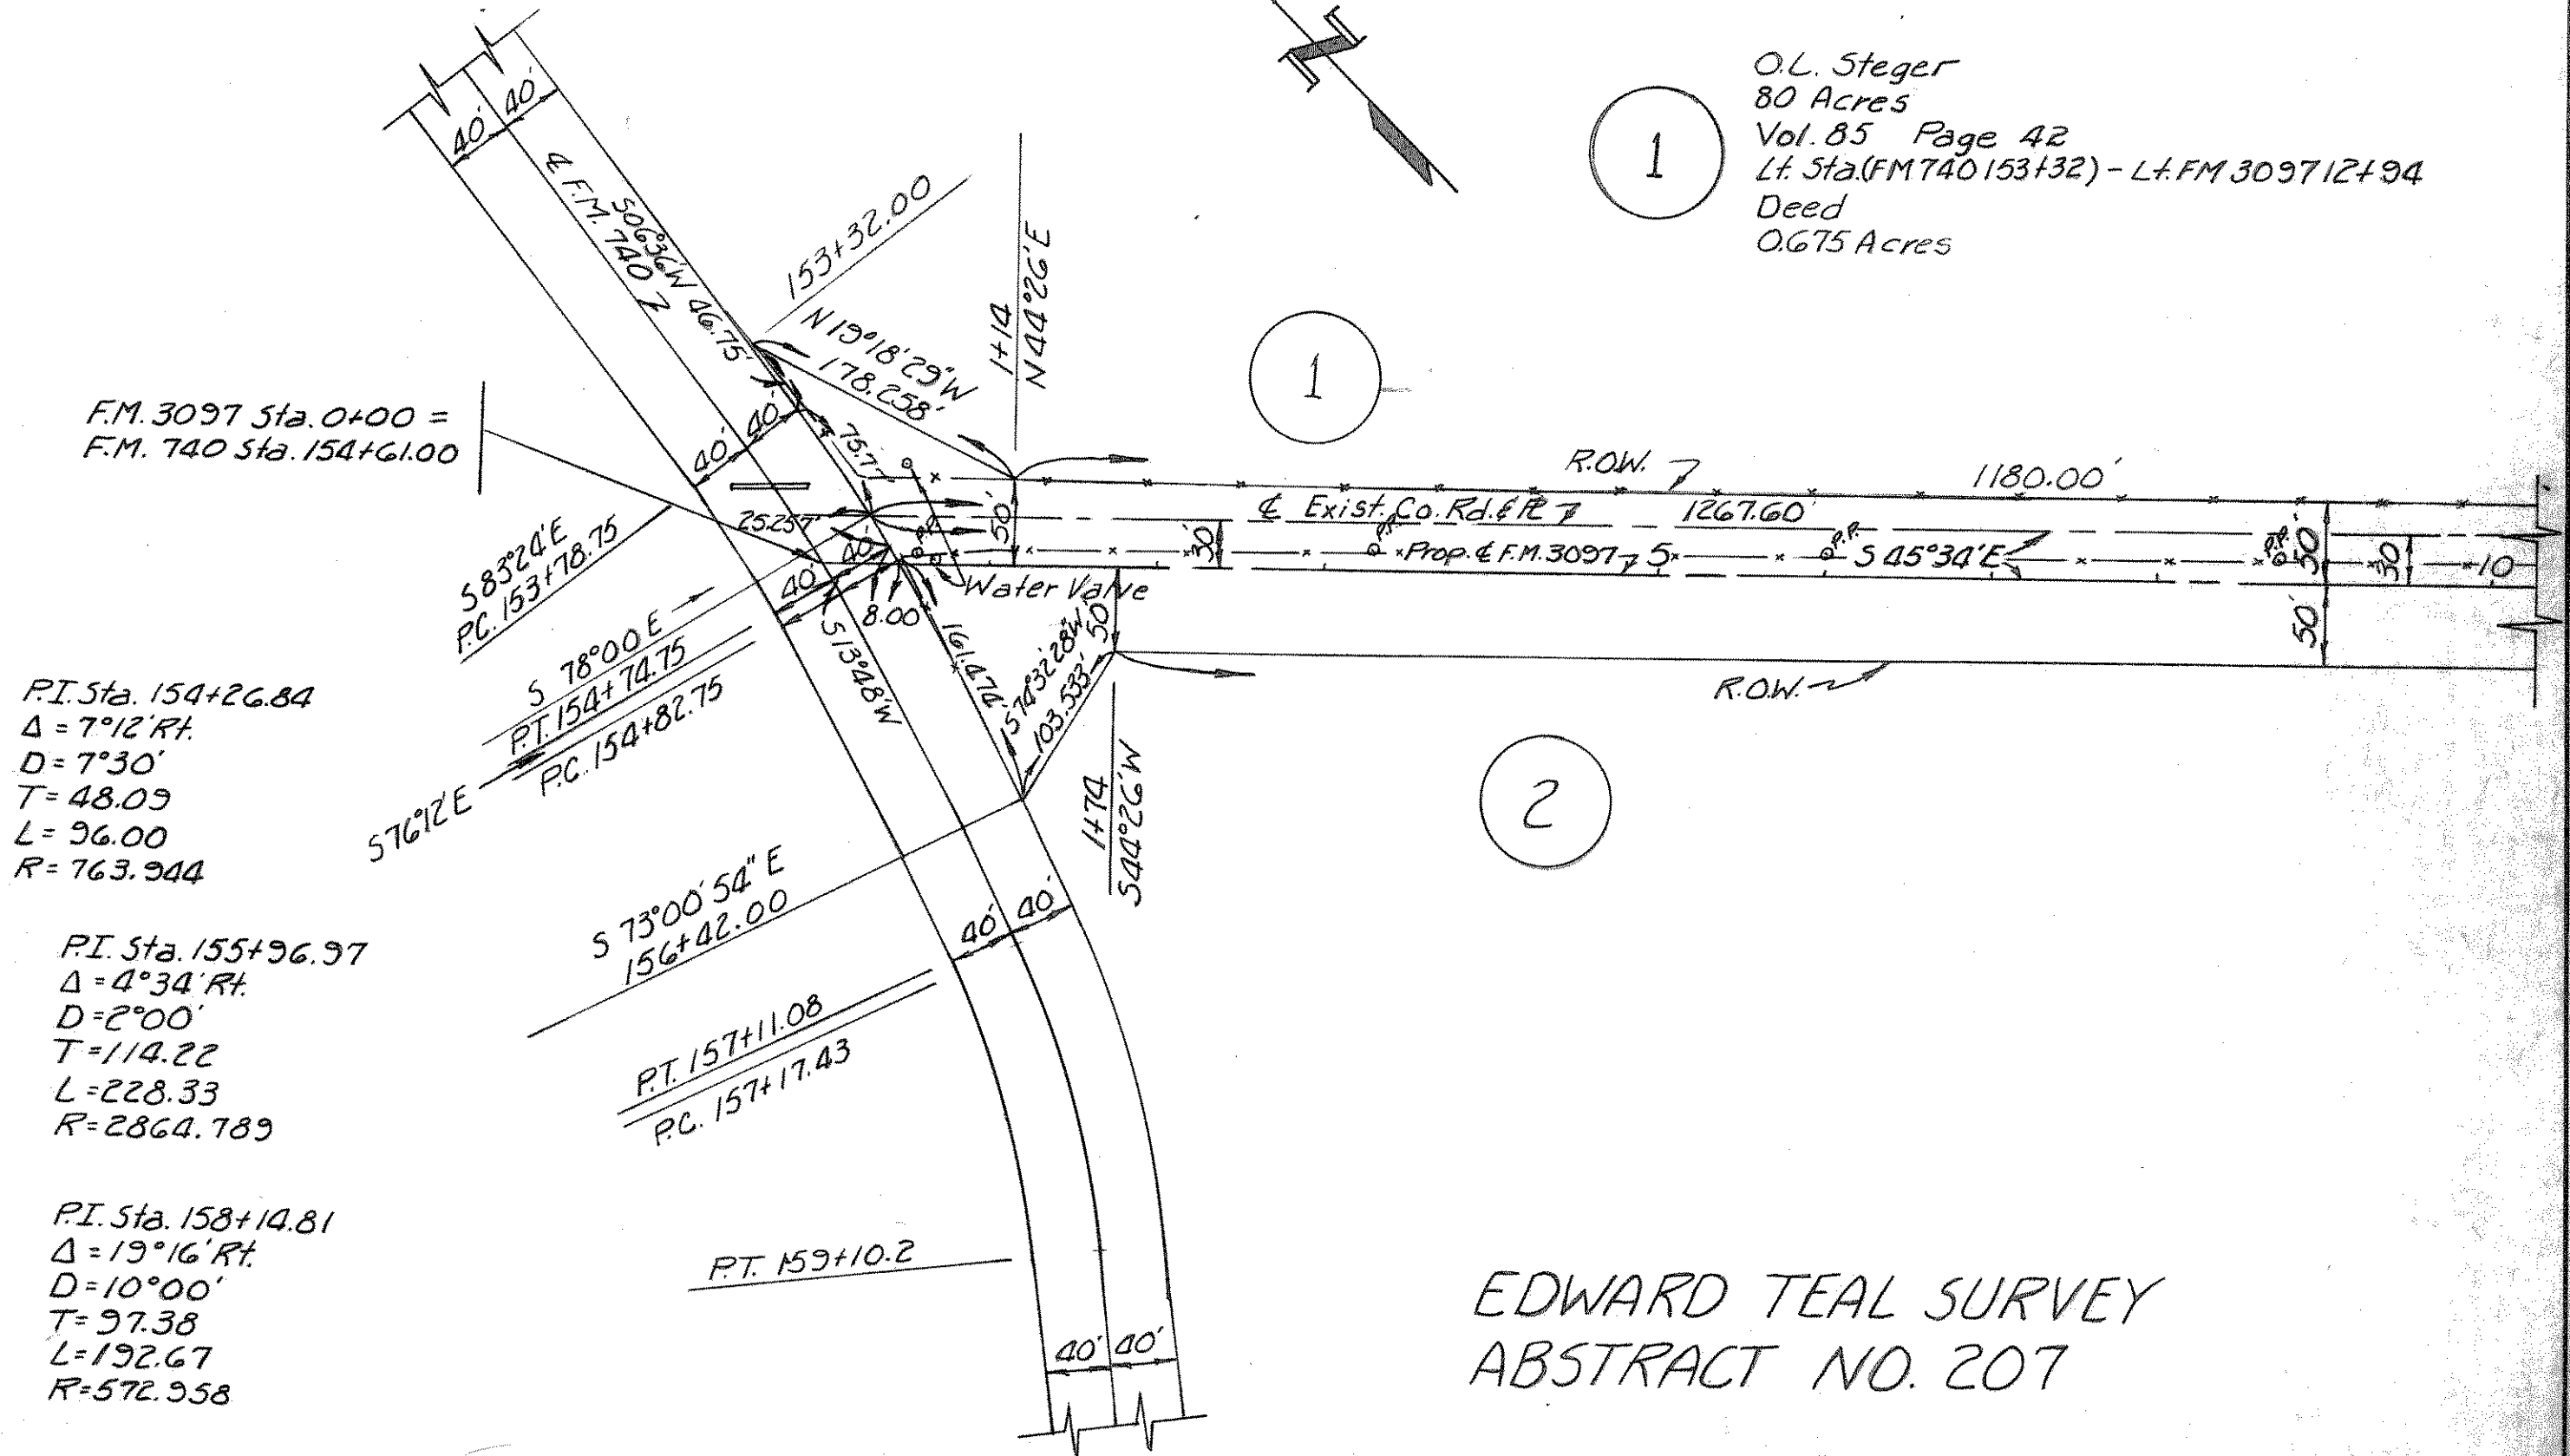 O.L. Steger
80 Acres
Vol. 85 Page 42
Lt. Sta.(FM 740 153+32) - Lt. FM 3097 12+94
Deed
0.675 Acres
1
40' 40'
℄ F.M. 740
S06°36'W 46.75'
153+32.00
N 19°18'29"W
178.258'
1+14
N 44°26'E
1
F.M. 3097 Sta. 0+00 =
F.M. 740 Sta. 154+61.00
40' 40'
75.77'
R.O.W.
1180.00'
℄ Exist. Co. Rd. & ℄
1267.60'
25.257'
50'
30'
P.P.
P.P.
Prop. ℄ F.M. 3097
5
P.P.
S 45°34'E
P.P.
50'
30'
10
50'
40' 40'
8.00
Water Valve
S 83°24'E
P.C. 153+78.75
S 78°00 E
P.T. 154+74.75
P.C. 154+82.75
S 76°12'E
S 13°48'W
161.474'
S 74°32'28"W
103.533'
50'
1+74
S 44°26'W
R.O.W.
2
P.I. Sta. 154+26.84
Δ = 7°12' Rt.
D = 7°30'
T = 48.09
L = 96.00
R = 763.944
S 73°00'54" E
156+42.00
40' 40'
P.I. Sta. 155+96.97
Δ = 4°34' Rt.
D = 2°00'
T = 114.22
L = 228.33
R = 2864.789
P.T. 157+11.08
P.C. 157+17.43
P.I. Sta. 158+14.81
Δ = 19°16' Rt.
D = 10°00'
T = 97.38
L = 192.67
R = 572.958
P.T. 159+10.2
40' 40'
EDWARD TEAL SURVEY
ABSTRACT NO. 207